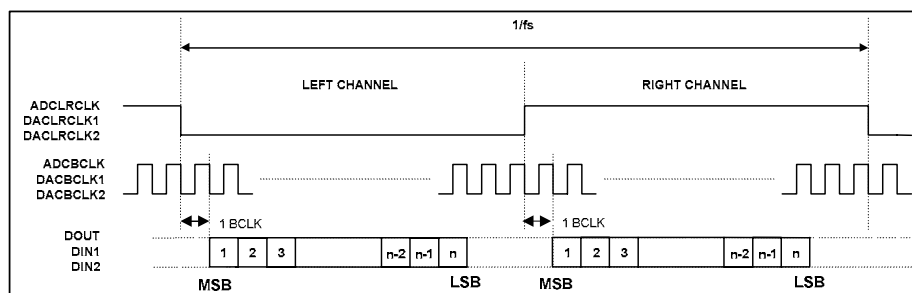 1/fs
LEFT CHANNEL
RIGHT CHANNEL
ADCLRCLK
DACLRCLK1
DACLRCLK2
ADCBCLK
DACBCLK1
DACBCLK2
1 BCLK
1 BCLK
DOUT
DIN1
DIN2
1 2 3 n-2 n-1 n
1 2 3 n-2 n-1 n
MSB
LSB
MSB
LSB